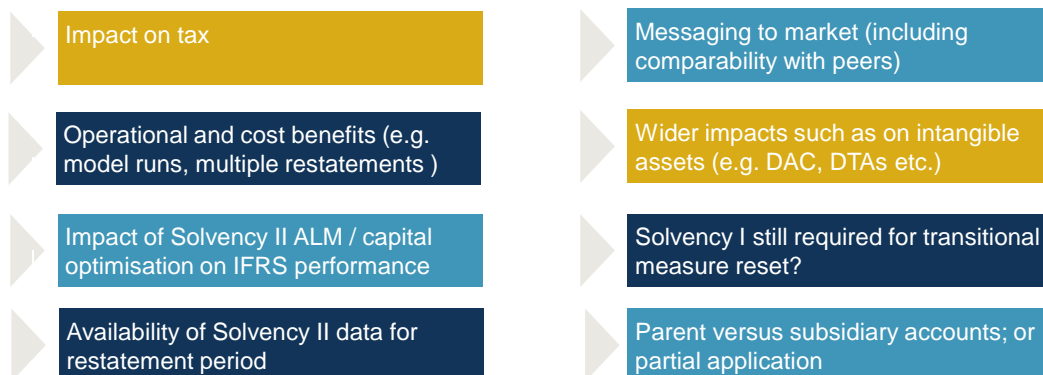 Impact on tax
Operational and cost benefits (e.g.
model runs, multiple restatements )
Impact of Solvency II ALM / capital
optimisation on IFRS performance
Availability of Solvency II data for
restatement period
Messaging to market (including
comparability with peers)
Wider impacts such as on intangible
assets (e.g. DAC, DTAs etc.)
Solvency I still required for transitional
measure reset?
Parent versus subsidiary accounts; or
partial application